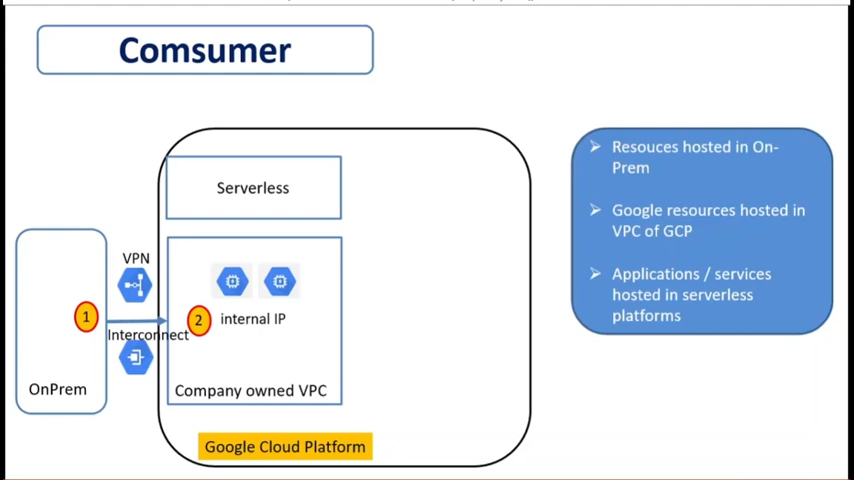 Comsumer
Serverless
VPN
1
2
internal IP
Interconnect
OnPrem
Company owned VPC
Google Cloud Platform
➢ Resouces hosted in On-
Prem
➢ Google resources hosted in
VPC of GCP
➢ Applications / services
hosted in serverless
platforms